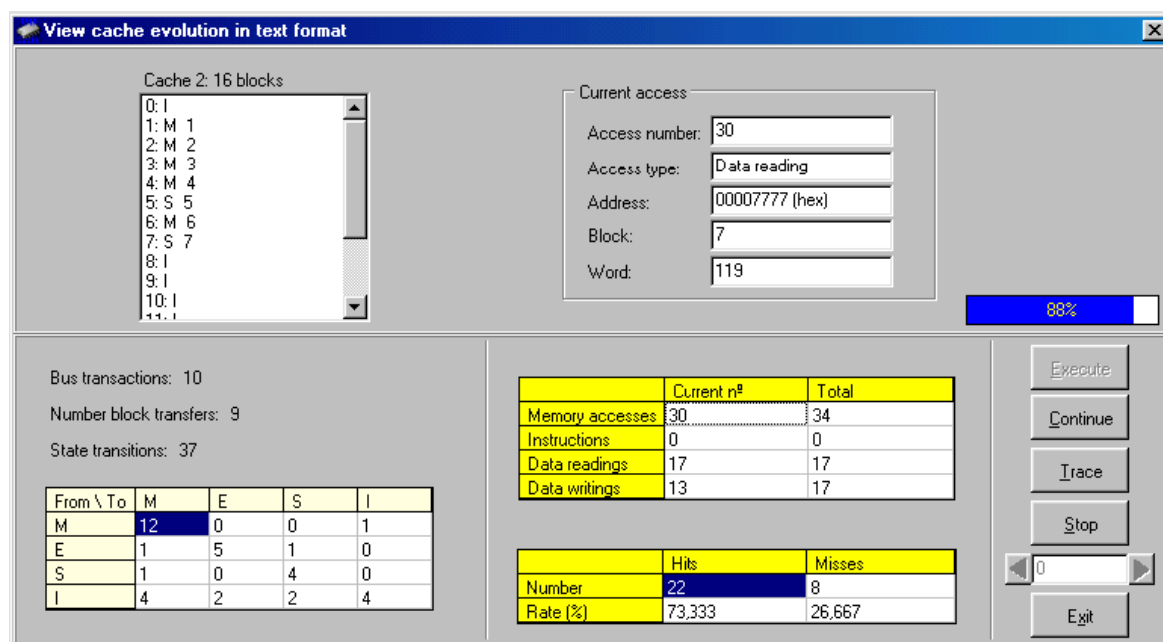 View cache evolution in text format
Cache 2: 16 blocks
0: I
1: M 1
2: M 2
3: M 3
4: M 4
5: S 5
6: M 6
7: S 7
8: I
9: I
10: I
Current access
Access number: 30
Access type: Data reading
Address: 00007777 (hex)
Block: 7
Word: 119
88%
Bus transactions: 10
Number block transfers: 9
State transitions: 37
From \ To M E S I
M 12 0 0 1
E 1 5 1 0
S 1 0 4 0
I 4 2 2 4
Current nº Total
Memory accesses 30 34
Instructions 0 0
Data readings 17 17
Data writings 13 17
Hits Misses
Number 22 8
Rate (%) 73,333 26,667
Execute
Continue
Trace
Stop
0
Exit